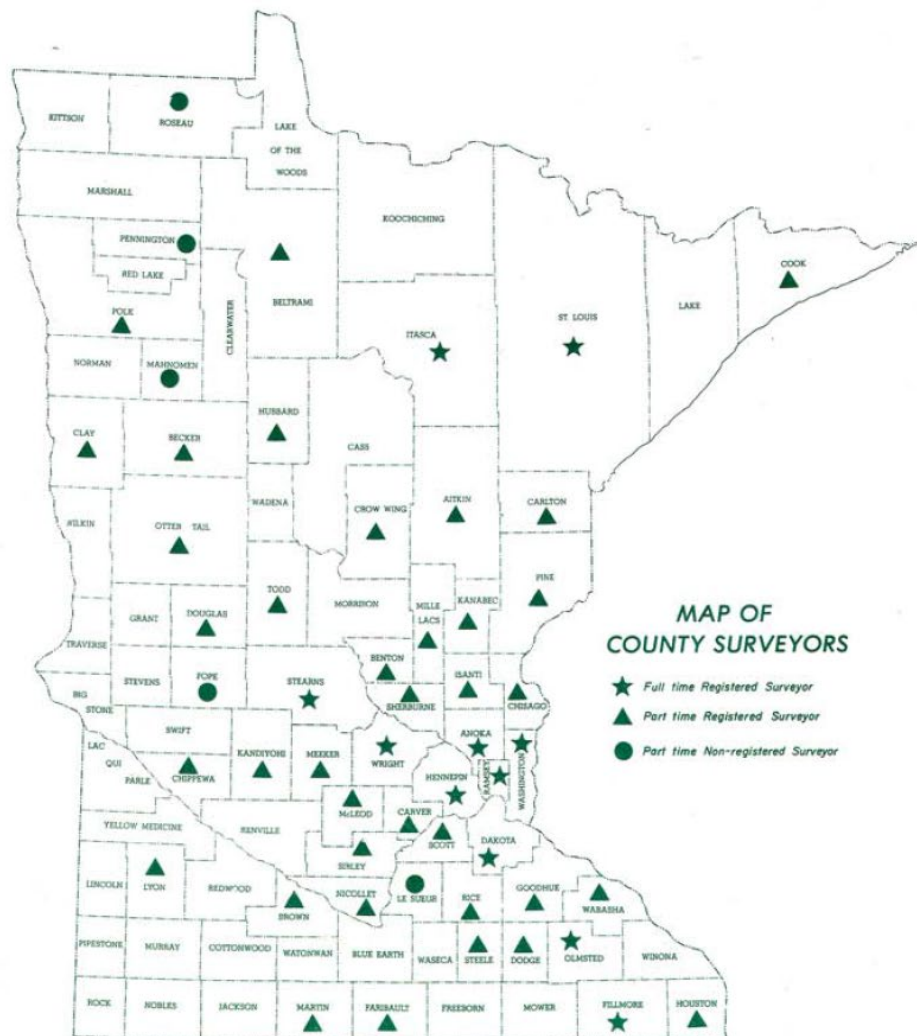 KITTSON
ROSEAU
LAKE
OF THE
WOODS
MARSHALL
KOOCHICHING
PENNINGTON
RED LAKE
POLK
CLEARWATER
BELTRAMI
ITASCA
ST. LOUIS
LAKE
COOK
NORMAN
MAHNOMEN
HUBBARD
CASS
CLAY
BECKER
WADENA
CROW WING
AITKIN
CARLTON
WILKIN
OTTER TAIL
TODD
MORRISON
MILLE
LACS
KANABEC
PINE
GRANT
DOUGLAS
TRAVERSE
STEVENS
POPE
STEARNS
BENTON
SHERBURNE
ISANTI
CHISAGO
BIG
STONE
SWIFT
LAC
QUI
PARLE
CHIPPEWA
KANDIYOHI
MEEKER
WRIGHT
ANOKA
HENNEPIN
RAMSEY
WASHINGTON
MAP OF
COUNTY SURVEYORS
Full time Registered Surveyor
Part time Registered Surveyor
Part time Non-registered Surveyor
YELLOW MEDICINE
RENVILLE
McLEOD
CARVER
SCOTT
DAKOTA
SIBLEY
LINCOLN
LYON
REDWOOD
BROWN
NICOLLET
LE SUEUR
RICE
GOODHUE
WABASHA
PIPESTONE
MURRAY
COTTONWOOD
WATONWAN
BLUE EARTH
WASECA
STEELE
DODGE
OLMSTED
WINONA
ROCK
NOBLES
JACKSON
MARTIN
FARIBAULT
FREEBORN
MOWER
FILLMORE
HOUSTON